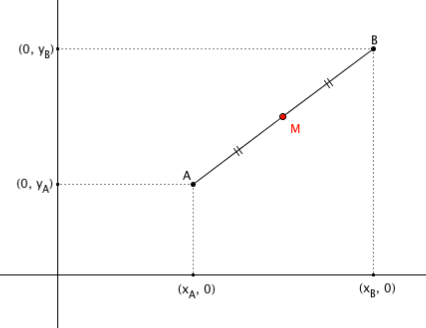 B
(0, y_B)
M
A
(0, y_A)
(x_A, 0)
(x_B, 0)